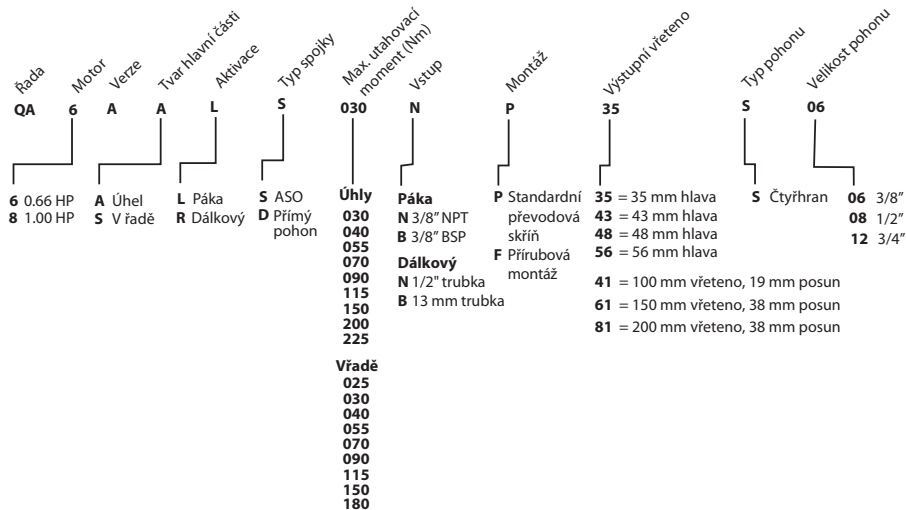 Řada
Motor
Verze
Tvar hlavní části
Aktivace
Typ spojky
Max. utahovací
moment (Nm)
Vstup
Montáž
Výstupní vřeteno
Typ pohonu
Velikost pohonu
QA 6 A A L S 030 N P 35 S 06
6 0.66 HP
8 1.00 HP
A Úhel
S V řadě
L Páka
R Dálkový
S ASO
D Přímý
pohon
Úhly
030
040
055
070
090
115
150
200
225
Vřadě
025
030
040
055
070
090
115
150
180
Páka
N 3/8" NPT
B 3/8" BSP
Dálkový
N 1/2" trubka
B 13 mm trubka
P Standardní
převodová
skříň
F Přírubová
montáž
35 = 35 mm hlava
43 = 43 mm hlava
48 = 48 mm hlava
56 = 56 mm hlava
41 = 100 mm vřeteno, 19 mm posun
61 = 150 mm vřeteno, 38 mm posun
81 = 200 mm vřeteno, 38 mm posun
S Čtyřhran
06 3/8"
08 1/2"
12 3/4"